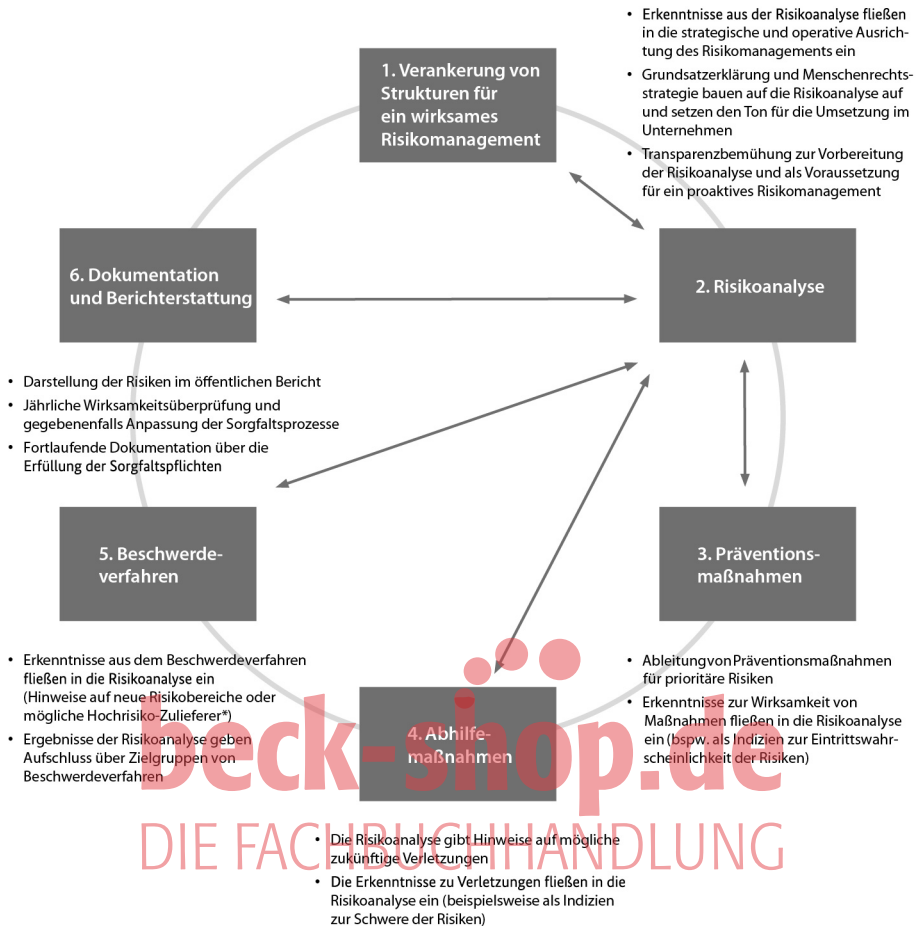 1. Verankerung von
Strukturen für
ein wirksames
Risikomanagement
• Erkenntnisse aus der Risikoanalyse fließen
in die strategische und operative Ausrich-
tung des Risikomanagements ein
• Grundsatzerklärung und Menschenrechts-
strategie bauen auf die Risikoanalyse auf
und setzen den Ton für die Umsetzung im
Unternehmen
• Transparenzbemühung zur Vorbereitung
der Risikoanalyse und als Voraussetzung
für ein proaktives Risikomanagement
6. Dokumentation
und Berichterstattung
2. Risikoanalyse
• Darstellung der Risiken im öffentlichen Bericht
• Jährliche Wirksamkeitsüberprüfung und
gegebenenfalls Anpassung der Sorgfaltsprozesse
• Fortlaufende Dokumentation über die
Erfüllung der Sorgfaltspflichten
5. Beschwerde-
verfahren
3. Präventions-
maßnahmen
• Erkenntnisse aus dem Beschwerdeverfahren
fließen in die Risikoanalyse ein
(Hinweise auf neue Risikobereiche oder
mögliche Hochrisiko-Zulieferer*)
• Ergebnisse der Risikoanalyse geben
Aufschluss über Zielgruppen von
Beschwerdeverfahren
• Ableitung von Präventionsmaßnahmen
für prioritäre Risiken
• Erkenntnisse zur Wirksamkeit von
Maßnahmen fließen in die Risikoanalyse
ein (bspw. als Indizien zur Eintrittswahr-
scheinlichkeit der Risiken)
4. Abhilfe-
maßnahmen
beck-shop.de
DIE FACHBUCHHANDLUNG
• Die Risikoanalyse gibt Hinweise auf mögliche
zukünftige Verletzungen
• Die Erkenntnisse zu Verletzungen fließen in die
Risikoanalyse ein (beispielsweise als Indizien
zur Schwere der Risiken)